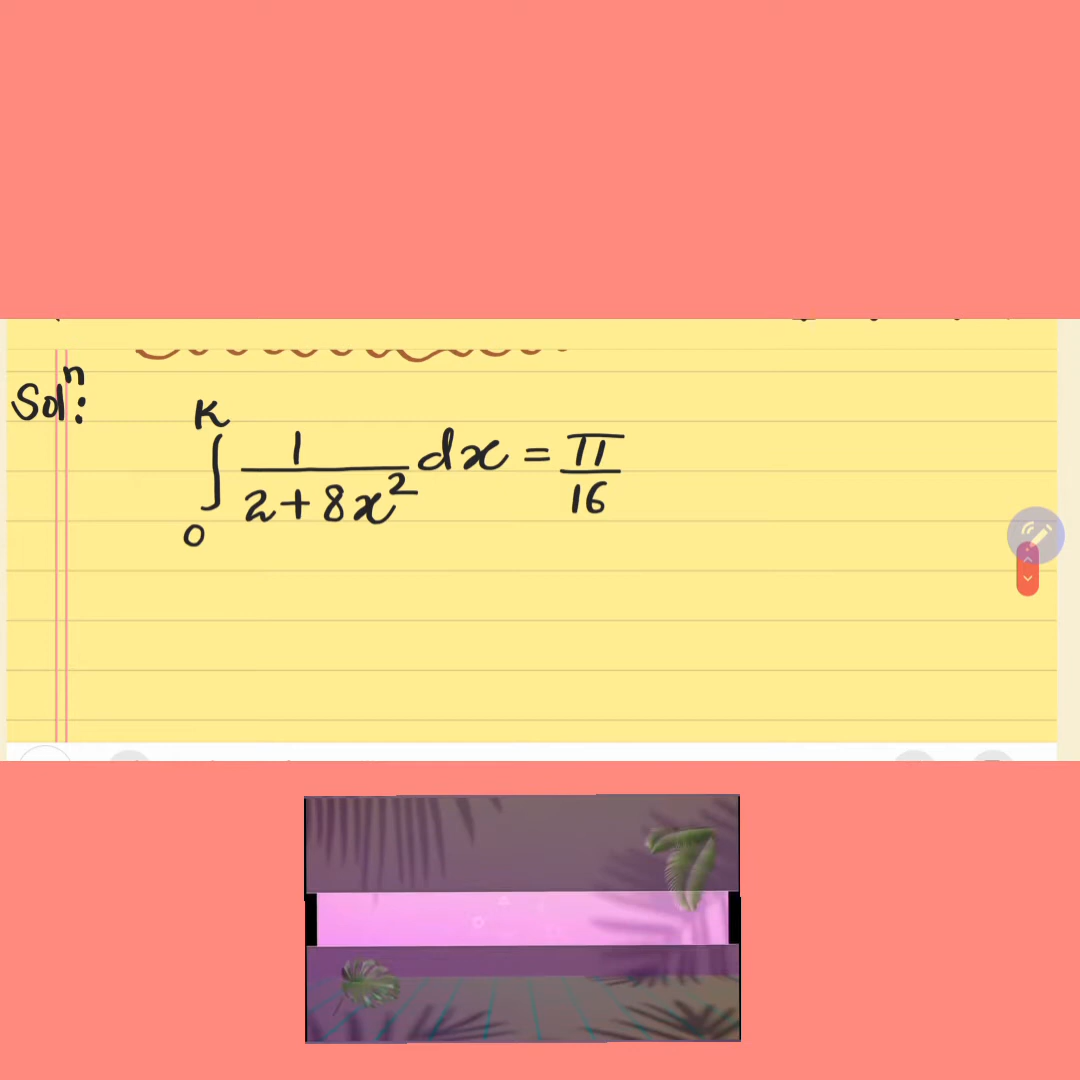 Solⁿ:
∫₀ᴷ 1/(2+8x²) dx = π/16